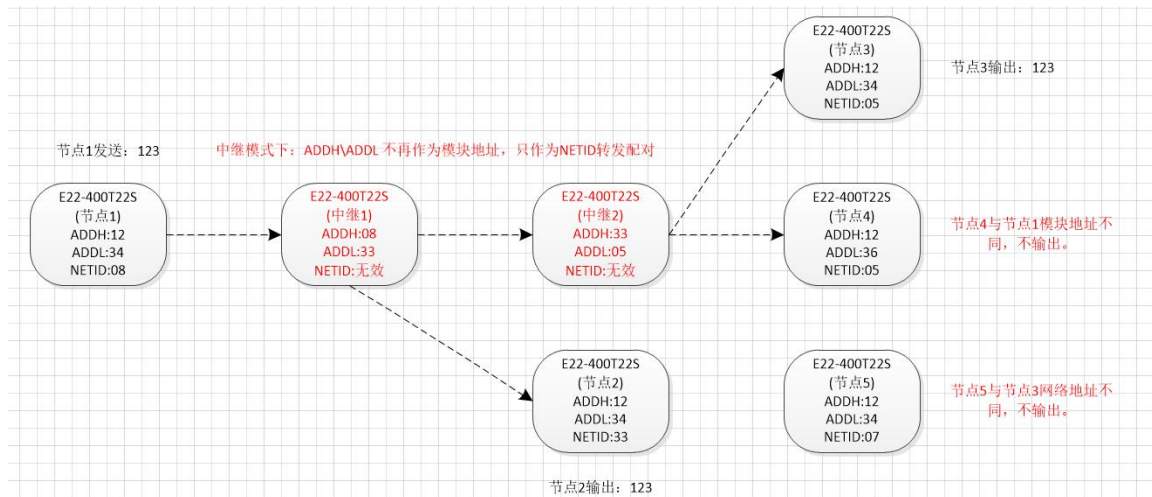 E22-400T22S
(节点3)
ADDH:12
ADDL:34
NETID:05
节点3输出：123
节点1发送：123
中继模式下：ADDH\ADDL 不再作为模块地址，只作为NETID转发配对
E22-400T22S
(节点1)
ADDH:12
ADDL:34
NETID:08
E22-400T22S
(中继1)
ADDH:08
ADDL:33
NETID:无效
E22-400T22S
(中继2)
ADDH:33
ADDL:05
NETID:无效
E22-400T22S
(节点4)
ADDH:12
ADDL:36
NETID:05
节点4与节点1模块地址不
同，不输出。
E22-400T22S
(节点2)
ADDH:12
ADDL:34
NETID:33
E22-400T22S
(节点5)
ADDH:12
ADDL:34
NETID:07
节点5与节点3网络地址不
同，不输出。
节点2输出：123